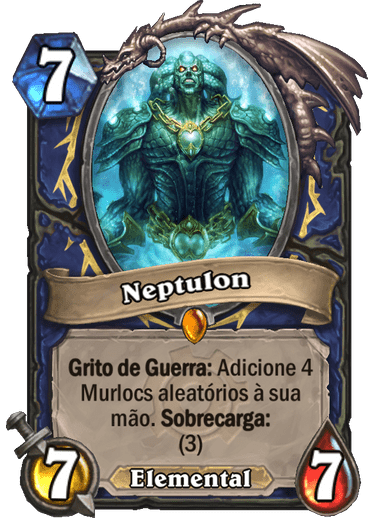 7
Neptulon
Grito de Guerra: Adicione 4
Murlocs aleatórios à sua
mão. Sobrecarga:
(3)
7
Elemental
7